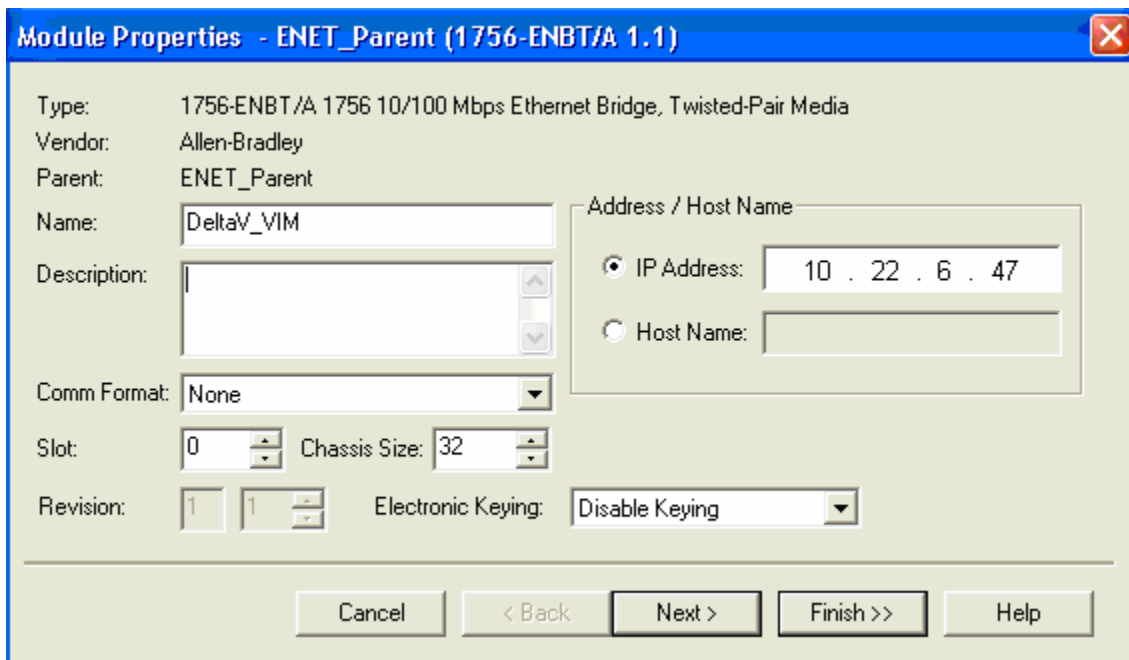 Module Properties - ENET_Parent (1756-ENBT/A 1.1)
Type: 1756-ENBT/A 1756 10/100 Mbps Ethernet Bridge, Twisted-Pair Media
Vendor: Allen-Bradley
Parent: ENET_Parent
Name: DeltaV_VIM
Description:
Address / Host Name
IP Address: 10 . 22 . 6 . 47
Host Name:
Comm Format: None
Slot: 0 Chassis Size: 32
Revision: 1 1 Electronic Keying: Disable Keying
Cancel < Back Next > Finish >> Help